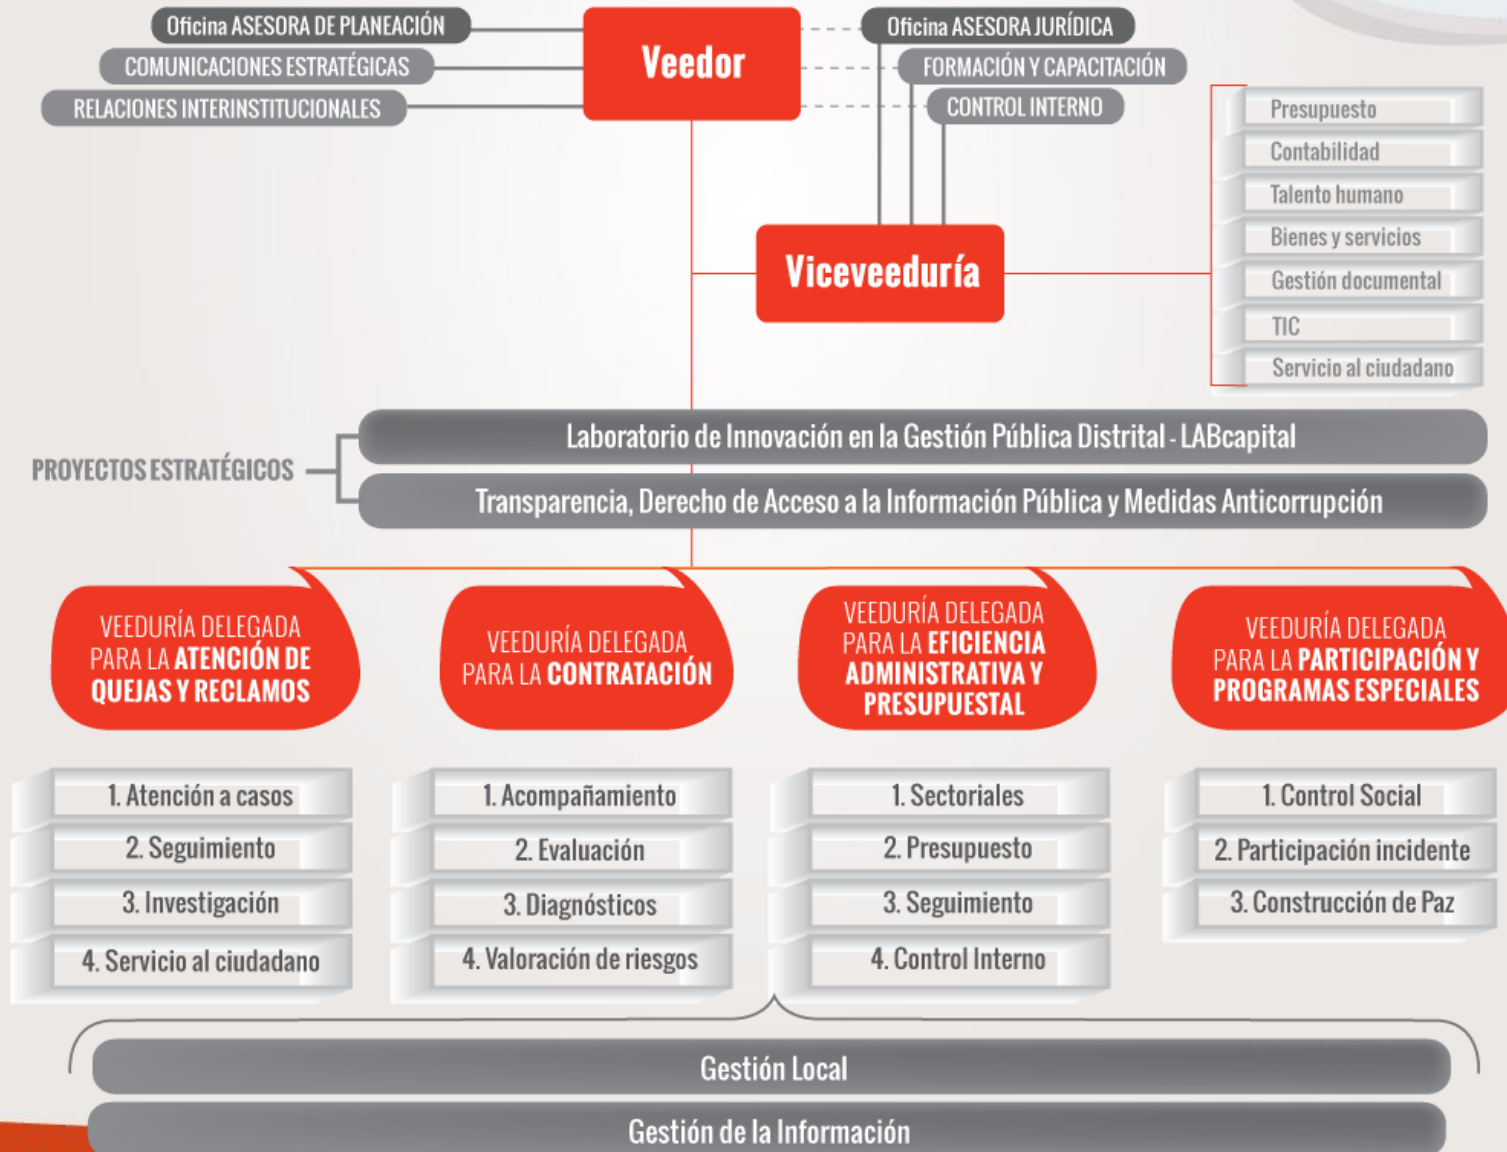 Oficina ASESORA DE PLANEACIÓN
COMUNICACIONES ESTRATÉGICAS
RELACIONES INTERINSTITUCIONALES
Veedor
Oficina ASESORA JURÍDICA
FORMACIÓN Y CAPACITACIÓN
CONTROL INTERNO
Viceveeduría
Presupuesto
Contabilidad
Talento humano
Bienes y servicios
Gestión documental
TIC
Servicio al ciudadano
PROYECTOS ESTRATÉGICOS
Laboratorio de Innovación en la Gestión Pública Distrital - LABcapital
Transparencia, Derecho de Acceso a la Información Pública y Medidas Anticorrupción
VEEDURÍA DELEGADA
PARA LA ATENCIÓN DE
QUEJAS Y RECLAMOS
1. Atención a casos
2. Seguimiento
3. Investigación
4. Servicio al ciudadano
VEEDURÍA DELEGADA
PARA LA CONTRATACIÓN
1. Acompañamiento
2. Evaluación
3. Diagnósticos
4. Valoración de riesgos
VEEDURÍA DELEGADA
PARA LA EFICIENCIA
ADMINISTRATIVA Y
PRESUPUESTAL
1. Sectoriales
2. Presupuesto
3. Seguimiento
4. Control Interno
VEEDURÍA DELEGADA
PARA LA PARTICIPACIÓN Y
PROGRAMAS ESPECIALES
1. Control Social
2. Participación incidente
3. Construcción de Paz
Gestión Local
Gestión de la Información